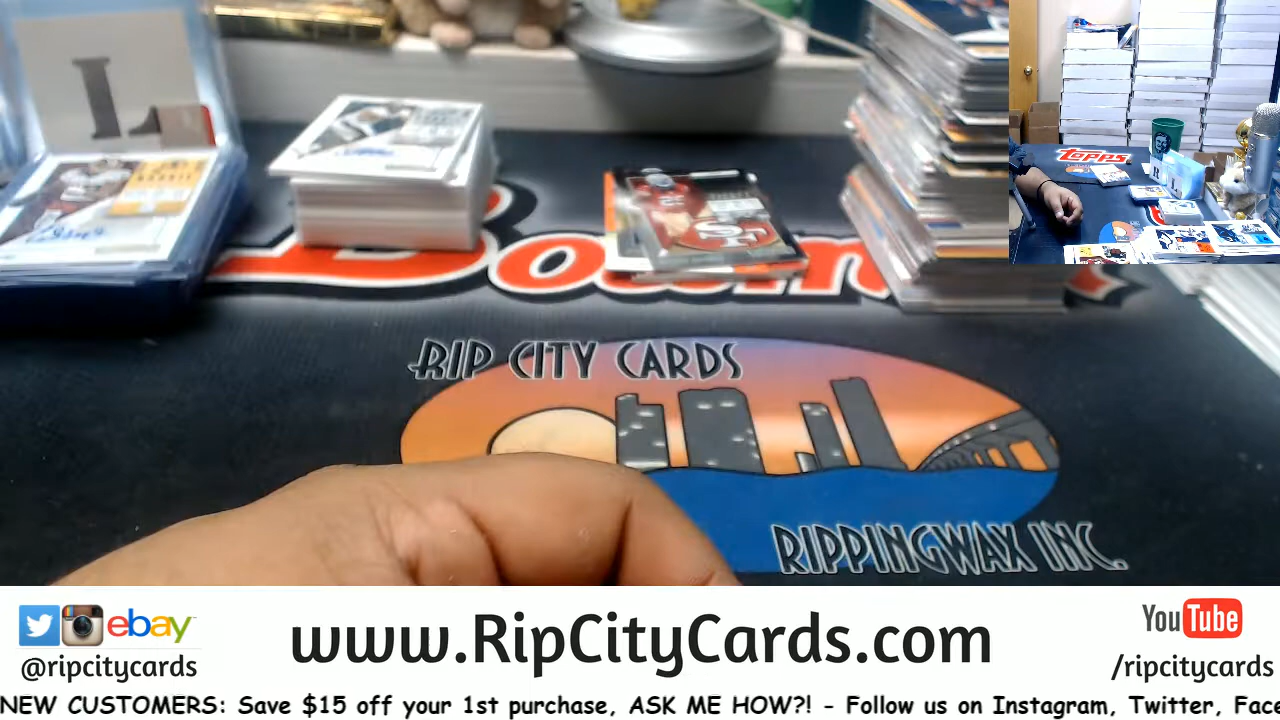 L
Bowm
topps
R L
RIP CITY CARDS
RIPPINGWAX INC.
ebay
www.RipCityCards.com
YouTube
@ripcitycards
/ripcitycards
NEW CUSTOMERS: Save $15 off your 1st purchase, ASK ME HOW?! - Follow us on Instagram, Twitter, Face